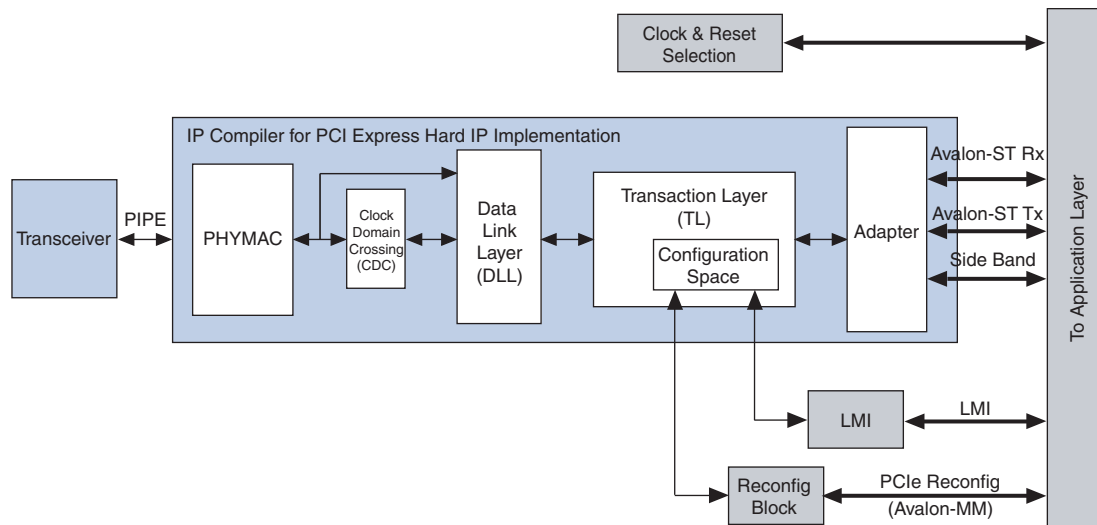 Clock & Reset
Selection
IP Compiler for PCI Express Hard IP Implementation
Transceiver
PIPE
PHYMAC
Clock
Domain
Crossing
(CDC)
Data
Link
Layer
(DLL)
Transaction Layer
(TL)
Configuration
Space
Adapter
Avalon-ST Rx
Avalon-ST Tx
Side Band
To Application Layer
LMI
LMI
Reconfig
Block
PCIe Reconfig
(Avalon-MM)